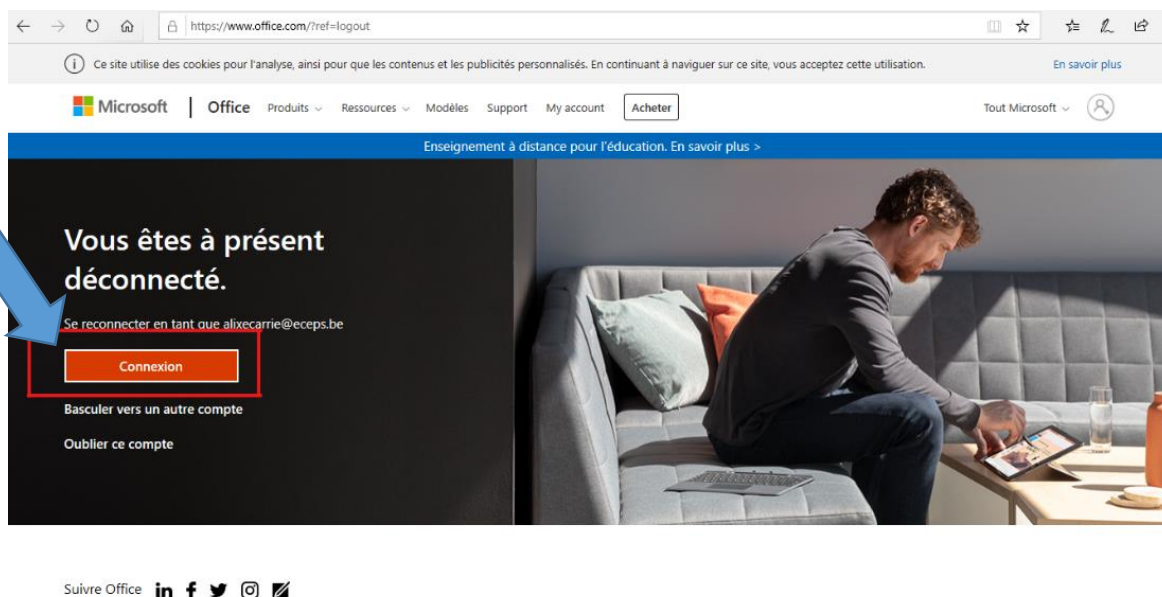 https://www.office.com/?ref=logout
Ce site utilise des cookies pour l'analyse, ainsi pour que les contenus et les publicités personnalisés. En continuant à naviguer sur ce site, vous acceptez cette utilisation. En savoir plus
Microsoft | Office Produits Ressources Modèles Support My account Acheter Tout Microsoft
Enseignement à distance pour l'éducation. En savoir plus >
Vous êtes à présent
déconnecté.
Se reconnecter en tant que alixecarrie@eceps.be
Connexion
Basculer vers un autre compte
Oublier ce compte
Suivre Office